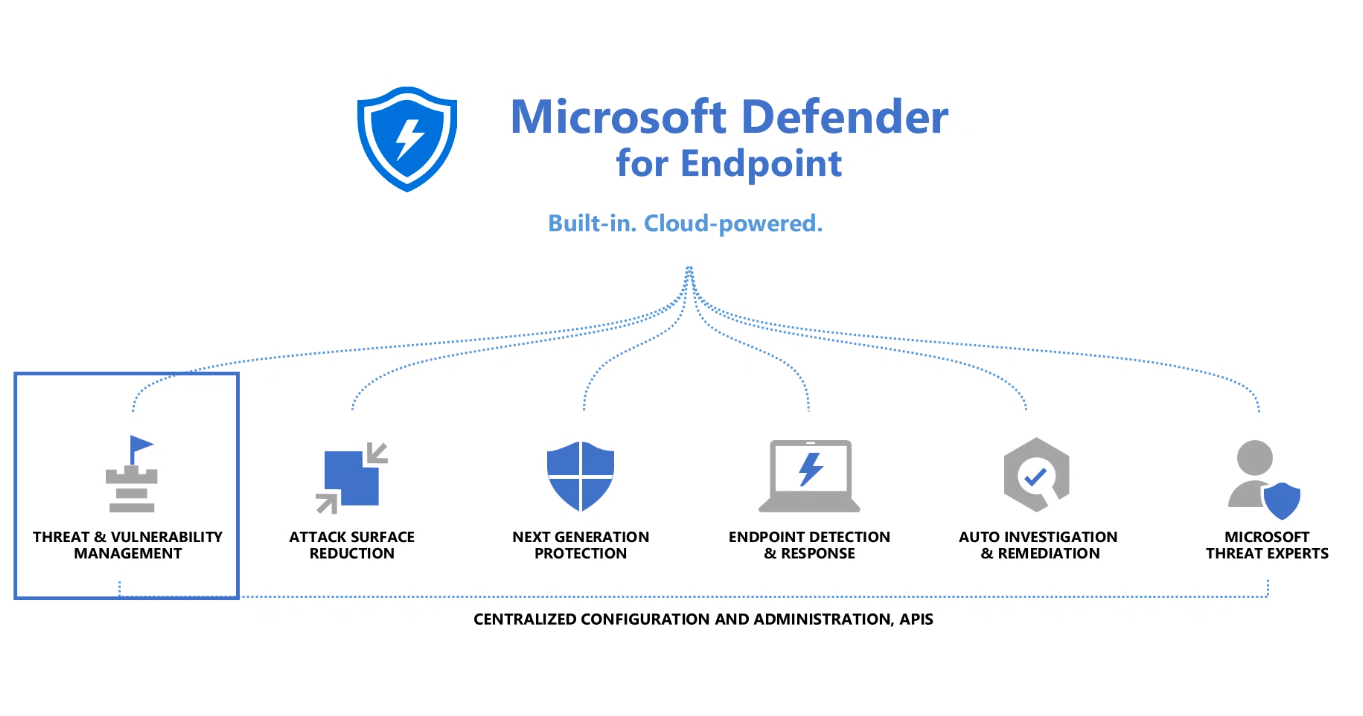 Microsoft Defender
for Endpoint
Built-in. Cloud-powered.
THREAT & VULNERABILITY
MANAGEMENT
ATTACK SURFACE
REDUCTION
NEXT GENERATION
PROTECTION
ENDPOINT DETECTION
& RESPONSE
AUTO INVESTIGATION
& REMEDIATION
MICROSOFT
THREAT EXPERTS
CENTRALIZED CONFIGURATION AND ADMINISTRATION, APIS